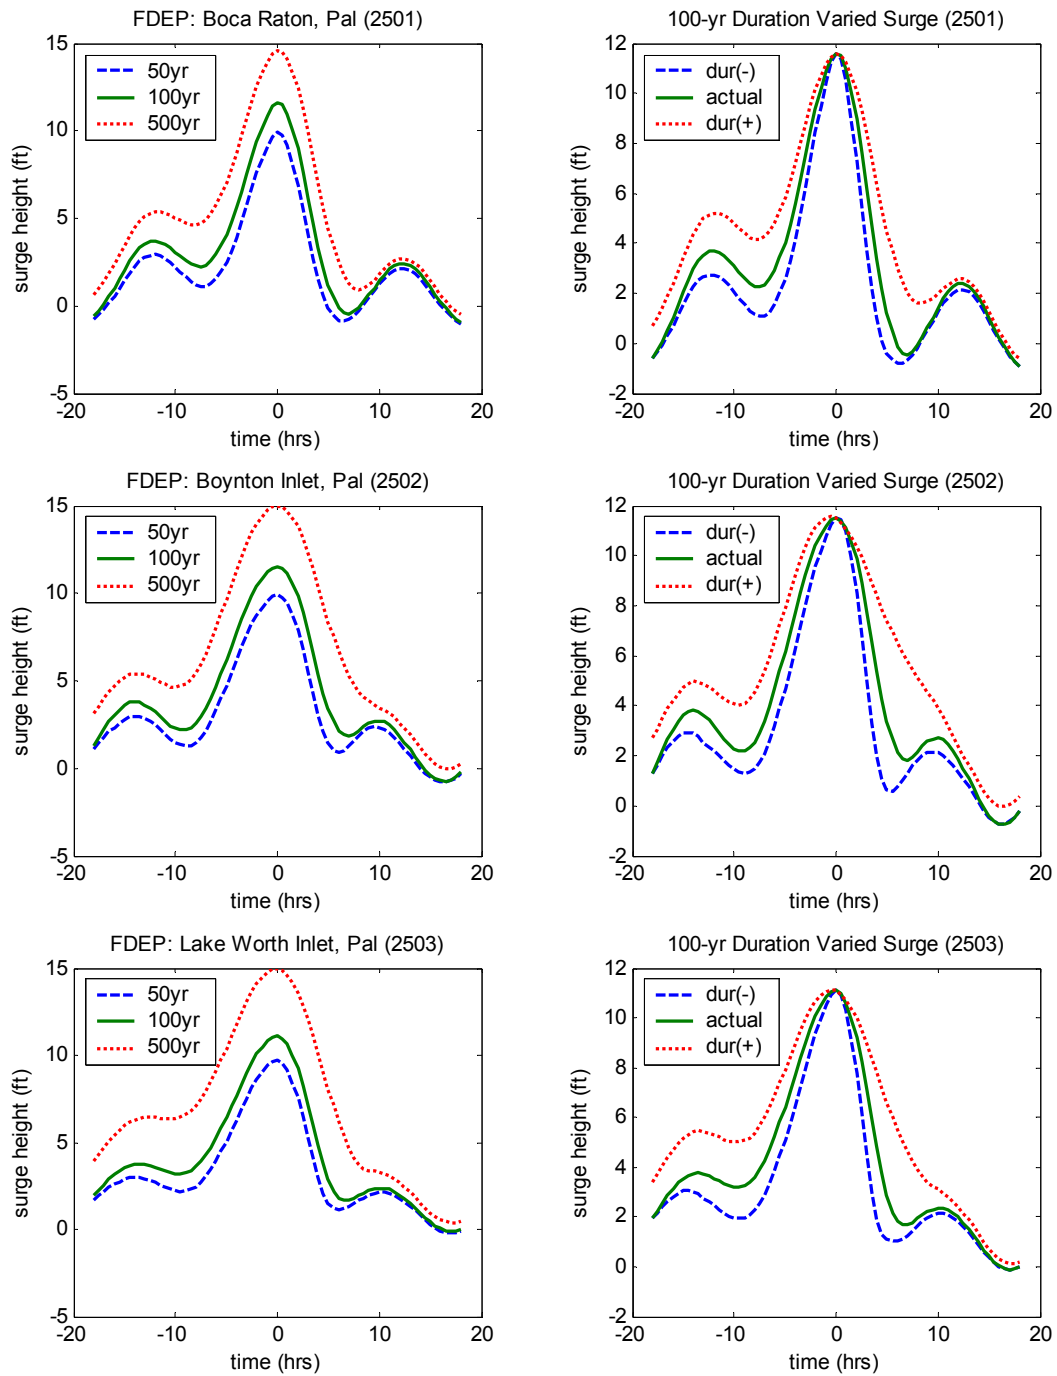 FDEP: Boca Raton, Pal (2501)
15
10
5
0
-5
surge height (ft)
50yr
100yr
500yr
-20
-10
0
10
20
time (hrs)
100-yr Duration Varied Surge (2501)
12
10
8
6
4
2
0
-2
surge height (ft)
dur(-)
actual
dur(+)
-20
-10
0
10
20
time (hrs)
FDEP: Boynton Inlet, Pal (2502)
15
10
5
0
-5
surge height (ft)
50yr
100yr
500yr
-20
-10
0
10
20
time (hrs)
100-yr Duration Varied Surge (2502)
12
10
8
6
4
2
0
-2
surge height (ft)
dur(-)
actual
dur(+)
-20
-10
0
10
20
time (hrs)
FDEP: Lake Worth Inlet, Pal (2503)
15
10
5
0
-5
surge height (ft)
50yr
100yr
500yr
-20
-10
0
10
20
time (hrs)
100-yr Duration Varied Surge (2503)
12
10
8
6
4
2
0
-2
surge height (ft)
dur(-)
actual
dur(+)
-20
-10
0
10
20
time (hrs)